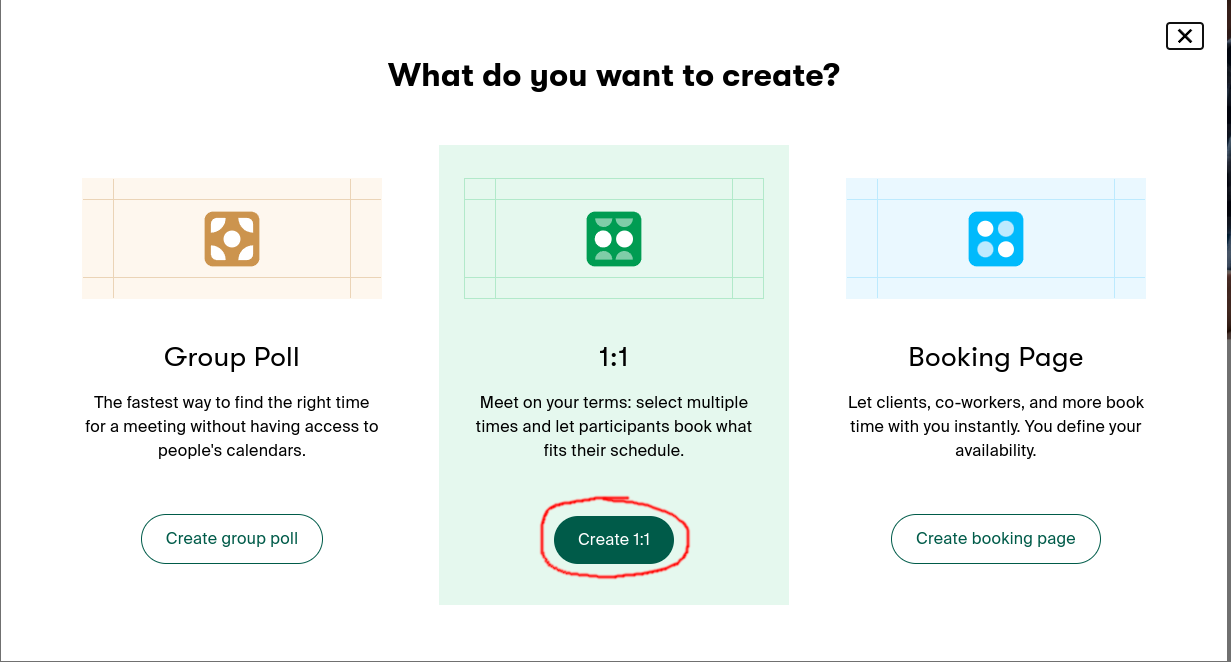 What do you want to create?
Group Poll
The fastest way to find the right time
for a meeting without having access to
people's calendars.
Create group poll
1:1
Meet on your terms: select multiple
times and let participants book what
fits their schedule.
Create 1:1
Booking Page
Let clients, co-workers, and more book
time with you instantly. You define your
availability.
Create booking page